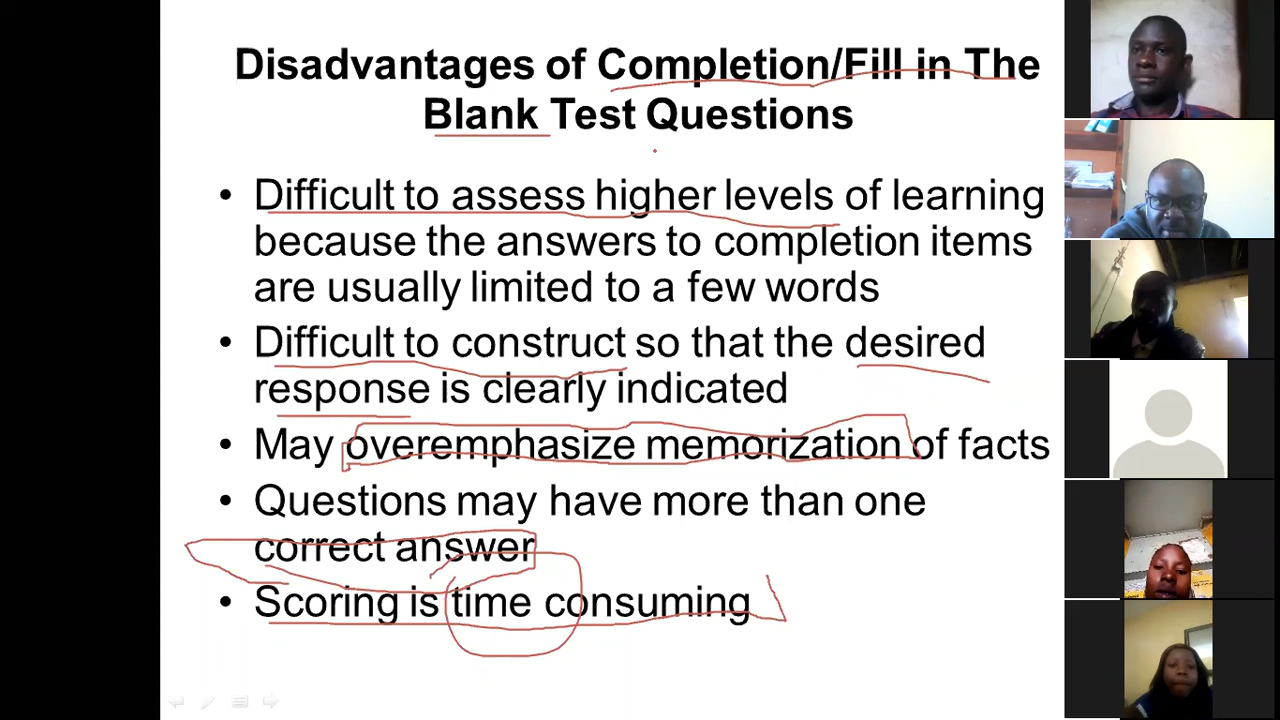 Disadvantages of Completion/Fill in The
Blank Test Questions
• Difficult to assess higher levels of learning
because the answers to completion items
are usually limited to a few words
• Difficult to construct so that the desired
response is clearly indicated
• May overemphasize memorization of facts
• Questions may have more than one
correct answer
• Scoring is time consuming